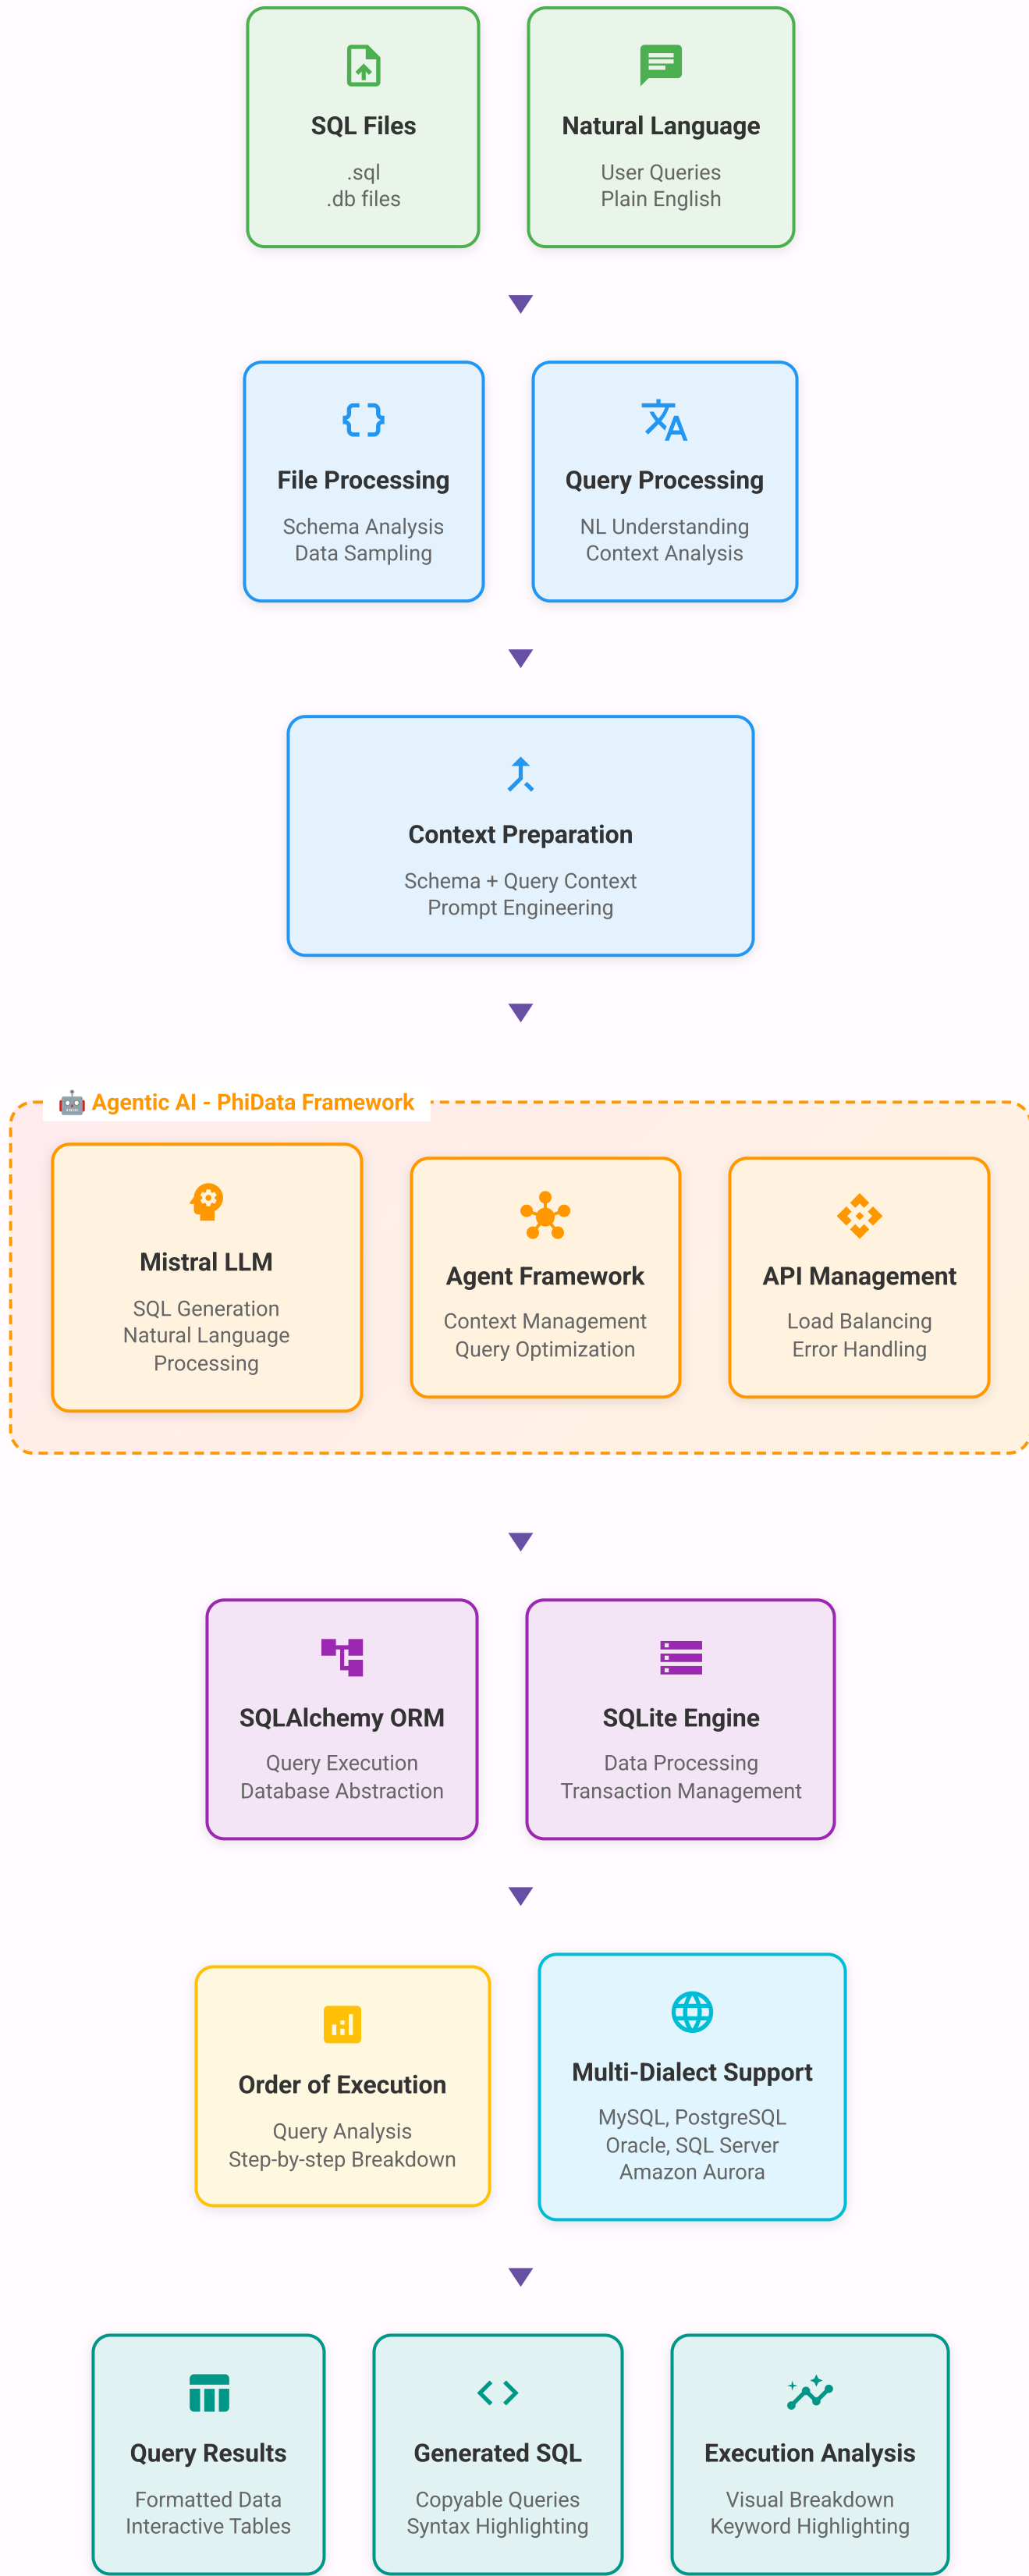 SQL Files
.sql
.db files
Natural Language
User Queries
Plain English
File Processing
Schema Analysis
Data Sampling
Query Processing
NL Understanding
Context Analysis
Context Preparation
Schema + Query Context
Prompt Engineering
🤖 Agentic AI - PhiData Framework
Mistral LLM
SQL Generation
Natural Language
Processing
Agent Framework
Context Management
Query Optimization
API Management
Load Balancing
Error Handling
SQLAlchemy ORM
Query Execution
Database Abstraction
SQLite Engine
Data Processing
Transaction Management
Order of Execution
Query Analysis
Step-by-step Breakdown
Multi-Dialect Support
MySQL, PostgreSQL
Oracle, SQL Server
Amazon Aurora
Query Results
Formatted Data
Interactive Tables
Generated SQL
Copyable Queries
Syntax Highlighting
Execution Analysis
Visual Breakdown
Keyword Highlighting